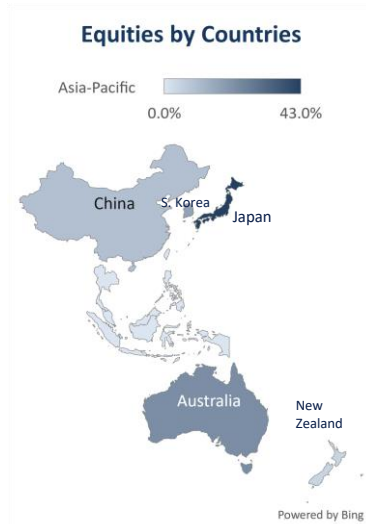 Equities by Countries
Asia-Pacific
0.0%
43.0%
China
S. Korea
Japan
Australia
New
Zealand
Powered by Bing